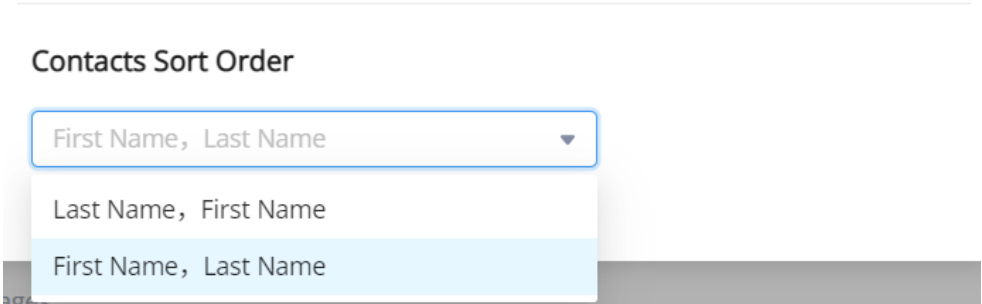 Contacts Sort Order
First Name， Last Name
Last Name， First Name
First Name， Last Name